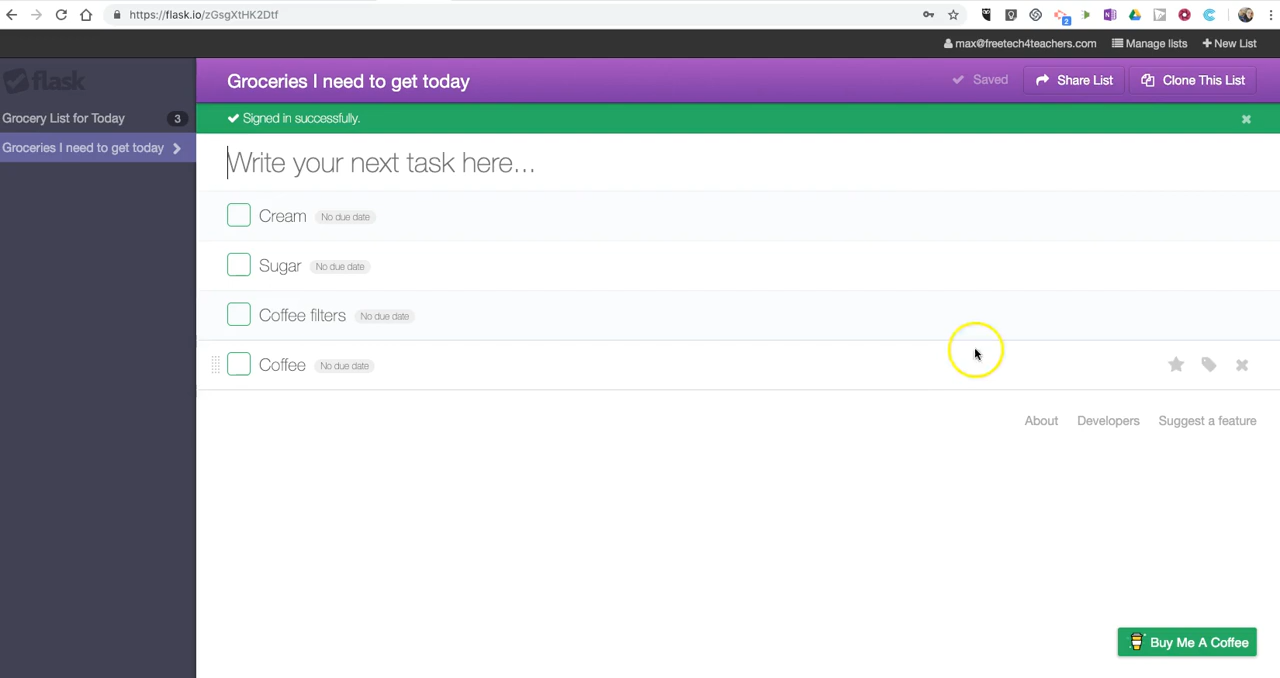 https://flask.io/zGsgXtHK2Dtf
2
max@freetech4teachers.com Manage lists New List
flask
Groceries I need to get today Saved Share List Clone This List
Grocery List for Today 3
Signed in successfully.
Groceries I need to get today
Write your next task here...
Cream No due date
Sugar No due date
Coffee filters No due date
Coffee No due date
About Developers Suggest a feature
Buy Me A Coffee